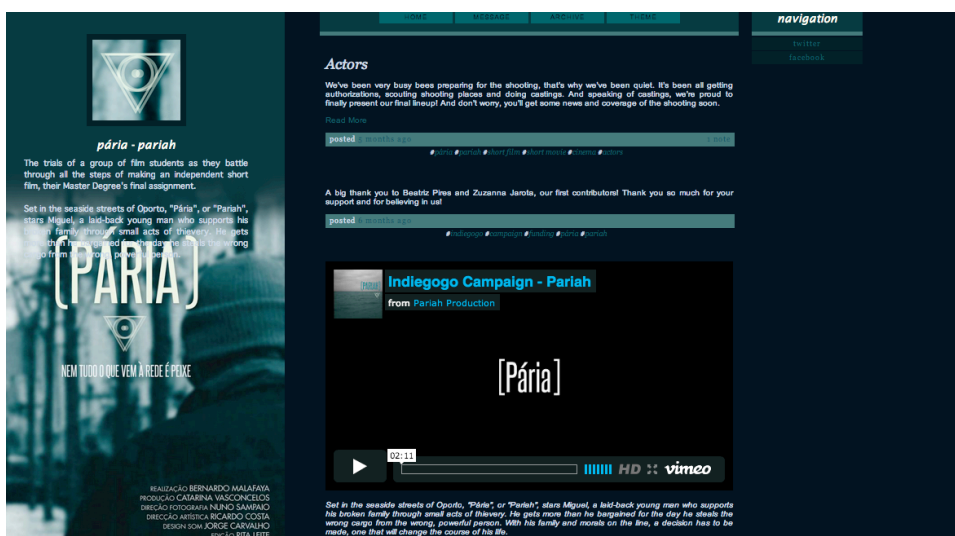 HOME MESSAGE ARCHIVE THEME
navigation
twitter
facebook
pária - pariah
The trials of a group of film students as they battle
through all the steps of making an independent short
film, their Master Degree's final assignment.
Set in the seaside streets of Oporto, "Pária", or "Pariah",
stars Miguel, a laid-back young man who supports his
broken family through small acts of thievery. He gets
the wrong
[PÁRIA]
NEM TUDO O QUE VEM À REDE É PEIXE
REALIZAÇÃO BERNARDO MALAFAYA
PRODUÇÃO CATARINA VASCONCELOS
DIREÇÃO FOTOGRAFIA NUNO SAMPAIO
DIRECÇÃO ARTÍSTICA RICARDO COSTA
DESIGN SOM JORGE CARVALHO
EDIÇÃO RITA LEITE
Actors
We've been very busy bees preparing for the shooting, that's why we've been quiet. It's been all getting
authorizations, scouting shooting places and doing castings. And speaking of castings, we're proud to
finally present our final lineup! And don't worry, you'll get some news and coverage of the shooting soon.
Read More
posted months ago note
#pária #pariah #short film #short movie #cinema #actors
A big thank you to Beatriz Pires and Zuzanna Jarota, our first contributors! Thank you so much for your
support and for believing in us!
posted 6 months ago
#indiegogo #campaign #funding #pária #pariah
Indiegogo Campaign - Pariah
from Pariah Production
[Pária]
02:11
HD vimeo
Set in the seaside streets of Oporto, "Pária", or "Pariah", stars Miguel, a laid-back young man who supports
his broken family through small acts of thievery. He gets more than he bargained for the day he steals the
wrong cargo from the wrong, powerful person. With his family and morals on the line, a decision has to be
made, one that will change the course of his life.